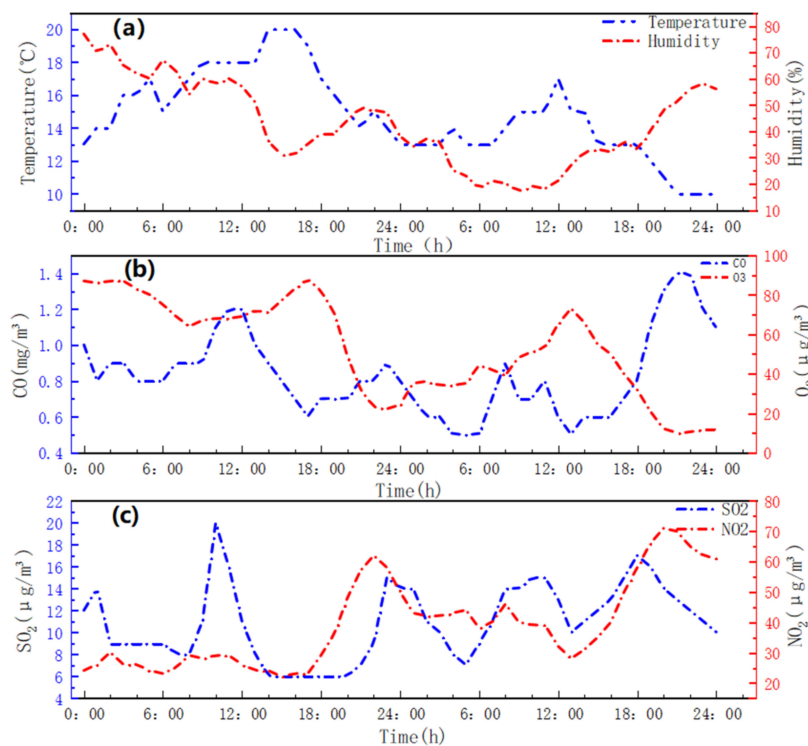 (a)
Temperature
Humidity
Temperature(℃)
20
18
16
14
12
10
80
70
60
50
40
30
20
10
Humidity(%)
0: 00 6: 00 12: 00 18: 00 24: 00 6: 00 12: 00 18: 00 24: 00
Time (h)
(b)
CO
O3
CO(mg/m³)
1.4
1.2
1.0
0.8
0.6
0.4
100
80
60
40
20
0
(μg/m³)
0: 00 6: 00 12: 00 18: 00 24: 00 6: 00 12: 00 18: 00 24: 00
Time(h)
(c)
SO2
NO2
SO₂(μg/m³)
22
20
18
16
14
12
10
8
6
4
80
70
60
50
40
30
20
NO₂(μg/m³)
0: 00 6: 00 12: 00 18: 00 24: 00 6: 00 12: 00 18: 00 24: 00
Time(h)